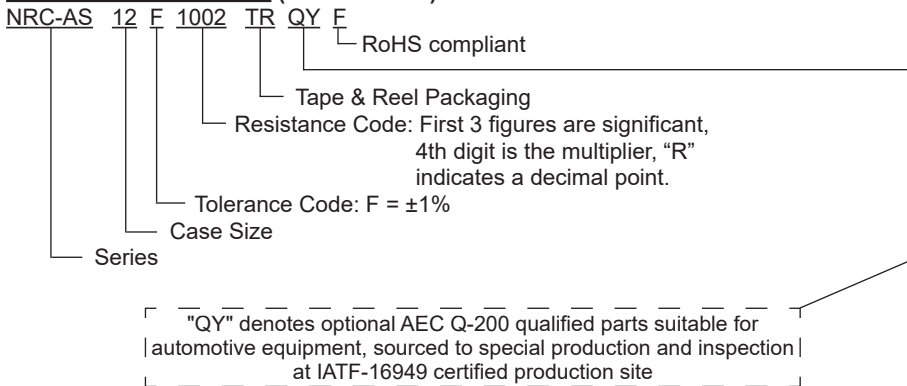 NRC-AS 12 F 1002 TR QY F
RoHS compliant
Tape & Reel Packaging
Resistance Code: First 3 figures are significant,
4th digit is the multiplier, “R”
indicates a decimal point.
Tolerance Code: F = ±1%
Case Size
Series
"QY" denotes optional AEC Q-200 qualified parts suitable for
automotive equipment, sourced to special production and inspection
at IATF-16949 certified production site